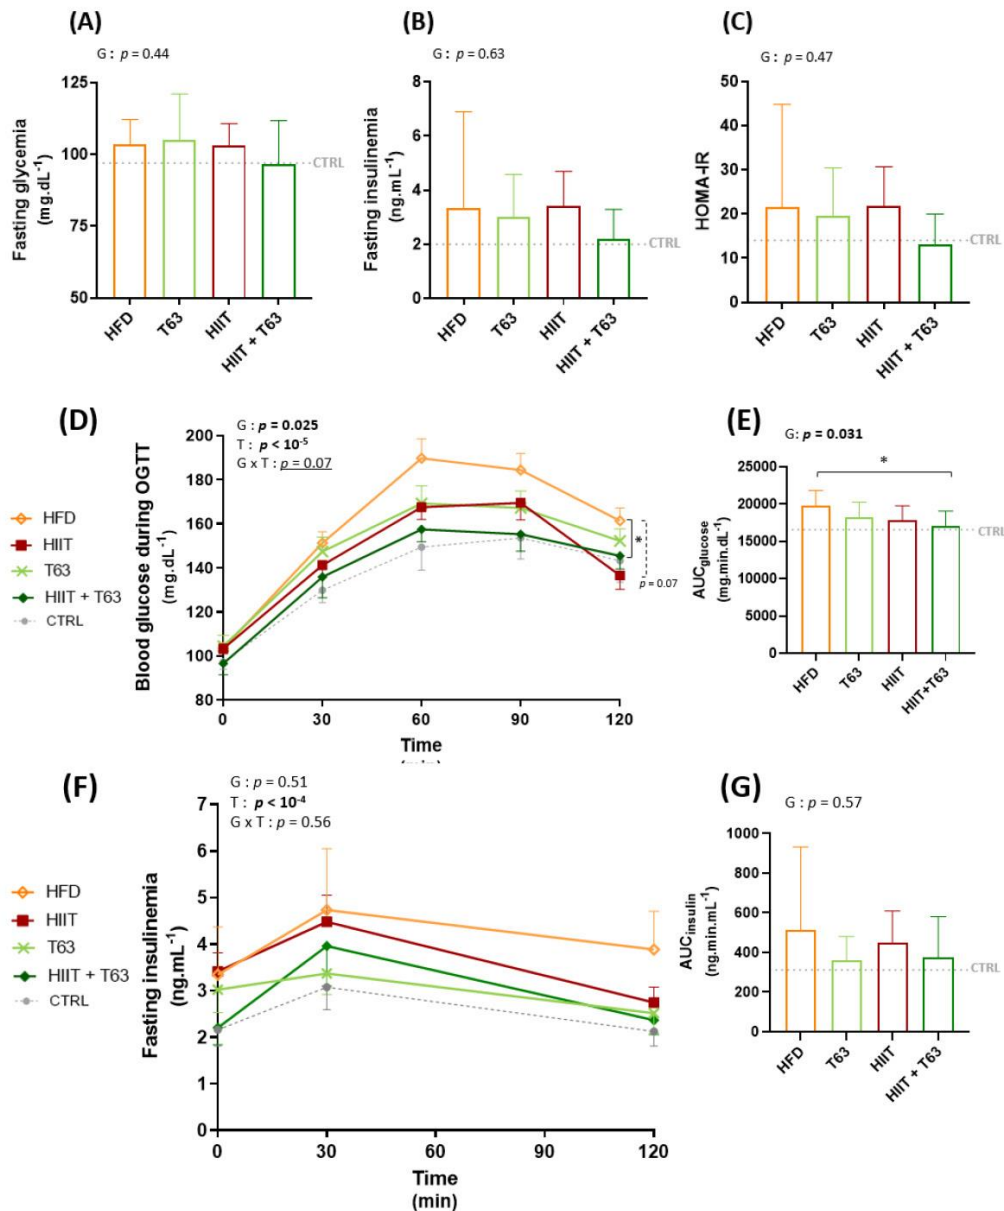 (A)
G : p = 0.44
125
100
75
50
Fasting glycemia
(mg.dL⁻¹)
CTRL
HFD
T63
HIIT
HIIT + T63
(B)
G : p = 0.63
8
6
4
2
0
Fasting insulinemia
(ng.mL⁻¹)
CTRL
HFD
T63
HIIT
HIIT + T63
(C)
G : p = 0.47
50
40
30
20
10
0
HOMA-IR
CTRL
HFD
T63
HIIT
HIIT + T63
(D)
G : p = 0.025
T : p < 10⁻⁵
G x T : p = 0.07
HFD
HIIT
T63
HIIT + T63
CTRL
Blood glucose during OGTT
(mg.dL⁻¹)
200
180
160
140
120
100
80
0
30
60
90
120
Time
(min)
*
p = 0.07
(E)
G: p = 0.031
*
25000
20000
15000
10000
5000
0
AUCglucose
(mg.min.dL⁻¹)
CTRL
HFD
T63
HIIT
HIIT+T63
(F)
G : p = 0.51
T : p < 10⁻⁴
G x T : p = 0.56
HFD
HIIT
T63
HIIT + T63
CTRL
Fasting insulinemia
(ng.mL⁻¹)
7
6
5
4
3
2
1
0
0
30
60
90
120
Time
(min)
(G)
G : p = 0.57
1000
800
600
400
200
0
AUCinsulin
(ng.min.mL⁻¹)
CTRL
HFD
T63
HIIT
HIIT + T63